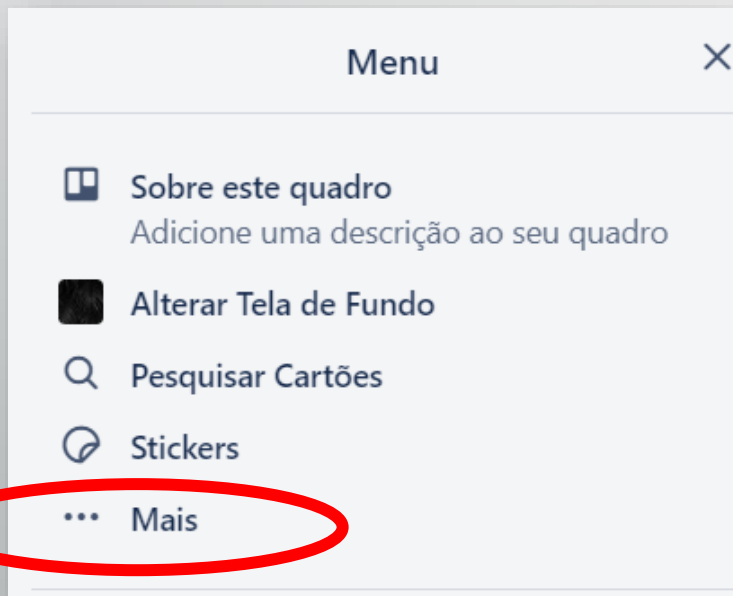 Menu
Sobre este quadro
Adicione uma descrição ao seu quadro
Alterar Tela de Fundo
Pesquisar Cartões
Stickers
Mais